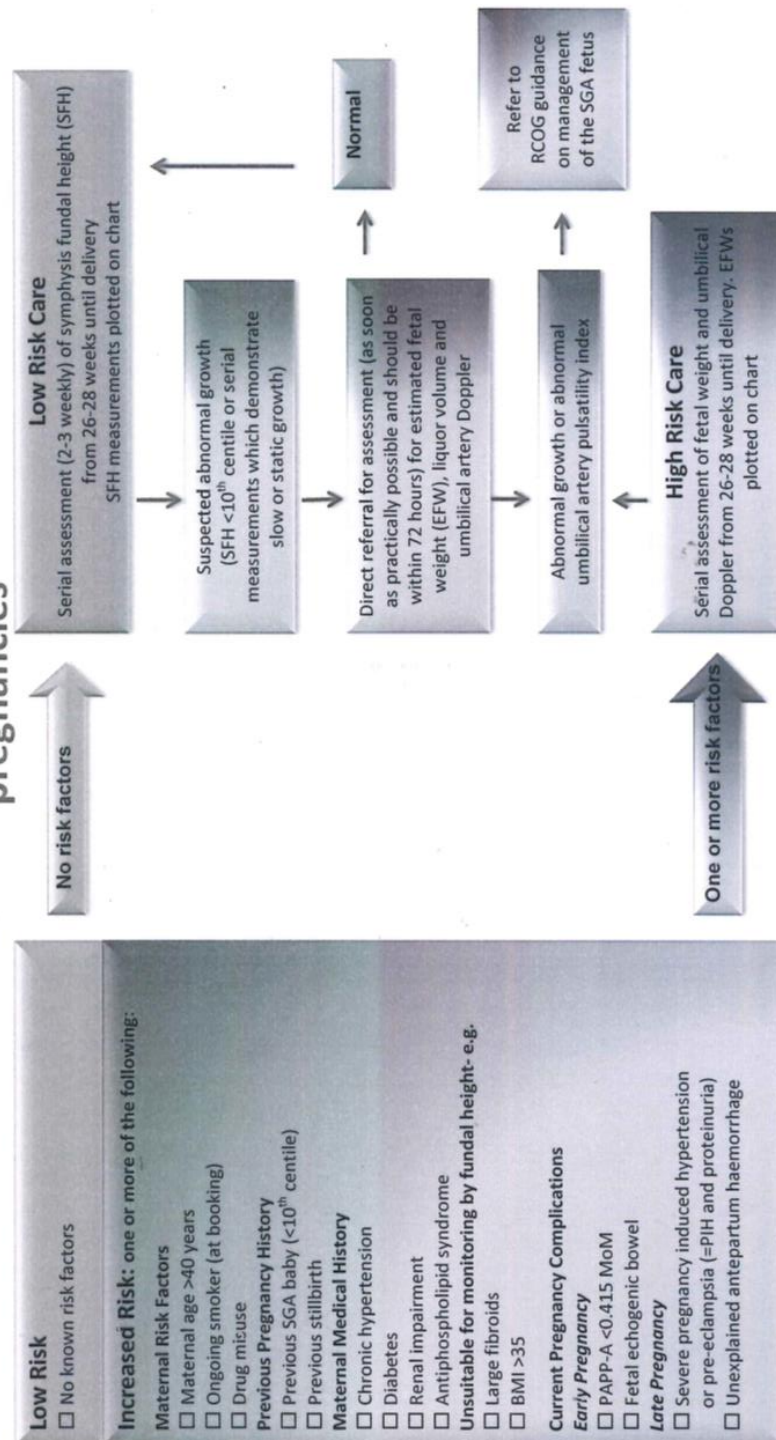 pregnancies
Low Risk
☐ No known risk factors
Increased Risk: one or more of the following:
Maternal Risk Factors
☐ Maternal age >40 years
☐ Ongoing smoker (at booking)
☐ Drug misuse
Previous Pregnancy History
☐ Previous SGA baby (<10th centile)
☐ Previous stillbirth
Maternal Medical History
☐ Chronic hypertension
☐ Diabetes
☐ Renal impairment
☐ Antiphospholipid syndrome
Unsuitable for monitoring by fundal height- e.g.
☐ Large fibroids
☐ BMI >35
Current Pregnancy Complications
Early Pregnancy
☐ PAPP-A <0.415 MoM
☐ Fetal echogenic bowel
Late Pregnancy
☐ Severe pregnancy induced hypertension
or pre-eclampsia (=PIH and proteinuria)
☐ Unexplained antepartum haemorrhage
No risk factors
One or more risk factors
Low Risk Care
Serial assessment (2-3 weekly) of symphysis fundal height (SFH)
from 26-28 weeks until delivery
SFH measurements plotted on chart
Suspected abnormal growth
(SFH <10th centile or serial
measurements which demonstrate
slow or static growth)
Direct referral for assessment (as soon
as practically possible and should be
within 72 hours) for estimated fetal
weight (EFW), liquor volume and
umbilical artery Doppler
Normal
Abnormal growth or abnormal
umbilical artery pulsatility index
Refer to
RCOG guidance
on management
of the SGA fetus
High Risk Care
Serial assessment of fetal weight and umbilical
Doppler from 26-28 weeks until delivery. EFWs
plotted on chart